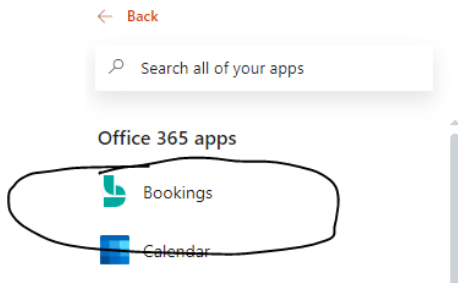 Back
Search all of your apps
Office 365 apps
Bookings
Calendar